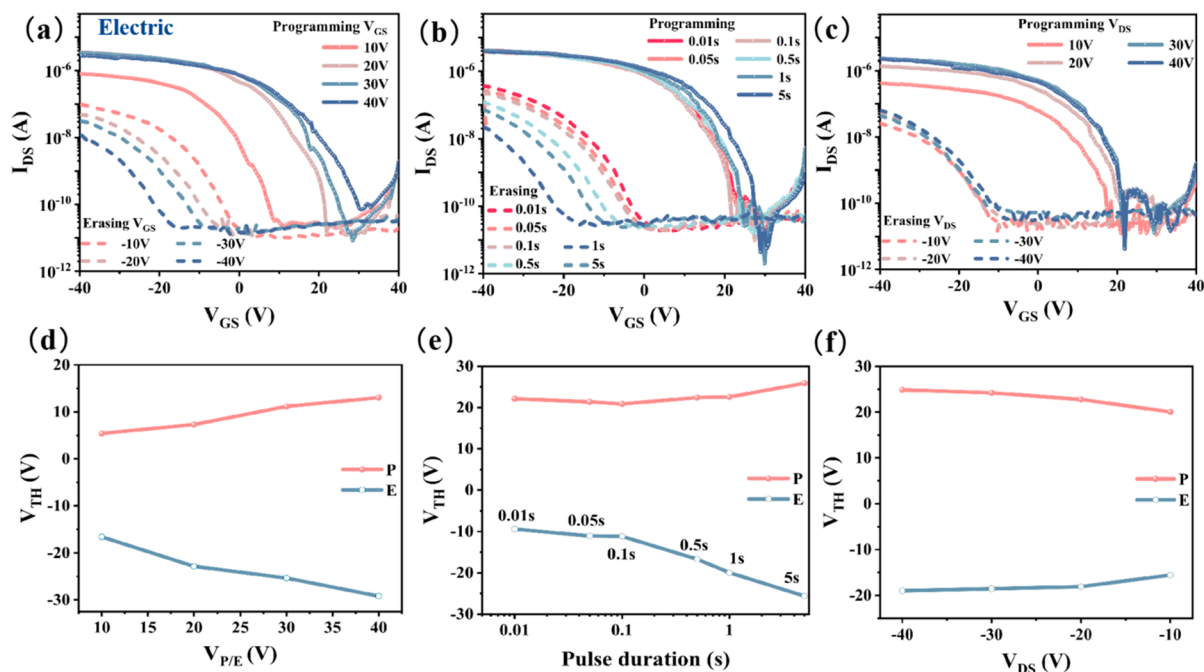 (a)
Electric
Programming V_GS
10V
20V
30V
40V
10⁻⁶
10⁻⁸
10⁻¹⁰
10⁻¹²
I_DS (A)
Erasing V_GS
-10V
-20V
-30V
-40V
-40
-20
0
20
40
V_GS (V)
(b)
Programming
0.01s
0.05s
0.1s
0.5s
1s
5s
10⁻⁶
10⁻⁸
10⁻¹⁰
10⁻¹²
I_DS (A)
Erasing
0.01s
0.05s
0.1s
0.5s
1s
5s
-40
-20
0
20
40
V_GS (V)
(c)
Programming V_DS
10V
20V
30V
40V
10⁻⁶
10⁻⁸
10⁻¹⁰
10⁻¹²
I_DS (A)
Erasing V_DS
-10V
-20V
-30V
-40V
-40
-20
0
20
40
V_GS (V)
(d)
20
10
0
-10
-20
-30
V_TH (V)
P
E
10
15
20
25
30
35
40
V_P/E (V)
(e)
30
20
10
0
-10
-20
-30
V_TH (V)
P
E
0.01s
0.05s
0.1s
0.5s
1s
5s
0.01
0.1
1
Pulse duration (s)
(f)
30
20
10
0
-10
-20
V_TH (V)
P
E
-40
-30
-20
-10
V_DS (V)